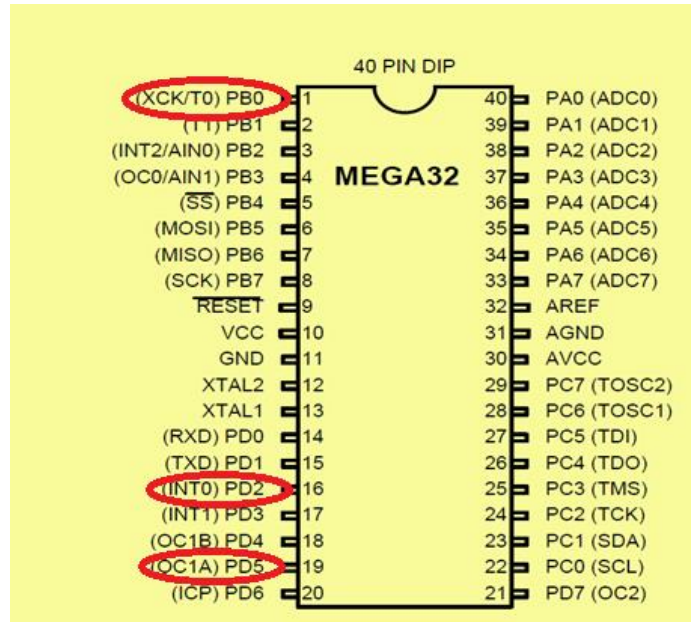 40 PIN DIP
MEGA32
(XCK/T0) PB0 1 40 PA0 (ADC0)
(T1) PB1 2 39 PA1 (ADC1)
(INT2/AIN0) PB2 3 38 PA2 (ADC2)
(OC0/AIN1) PB3 4 37 PA3 (ADC3)
(SS) PB4 5 36 PA4 (ADC4)
(MOSI) PB5 6 35 PA5 (ADC5)
(MISO) PB6 7 34 PA6 (ADC6)
(SCK) PB7 8 33 PA7 (ADC7)
RESET 9 32 AREF
VCC 10 31 AGND
GND 11 30 AVCC
XTAL2 12 29 PC7 (TOSC2)
XTAL1 13 28 PC6 (TOSC1)
(RXD) PD0 14 27 PC5 (TDI)
(TXD) PD1 15 26 PC4 (TDO)
(INT0) PD2 16 25 PC3 (TMS)
(INT1) PD3 17 24 PC2 (TCK)
(OC1B) PD4 18 23 PC1 (SDA)
(OC1A) PD5 19 22 PC0 (SCL)
(ICP) PD6 20 21 PD7 (OC2)